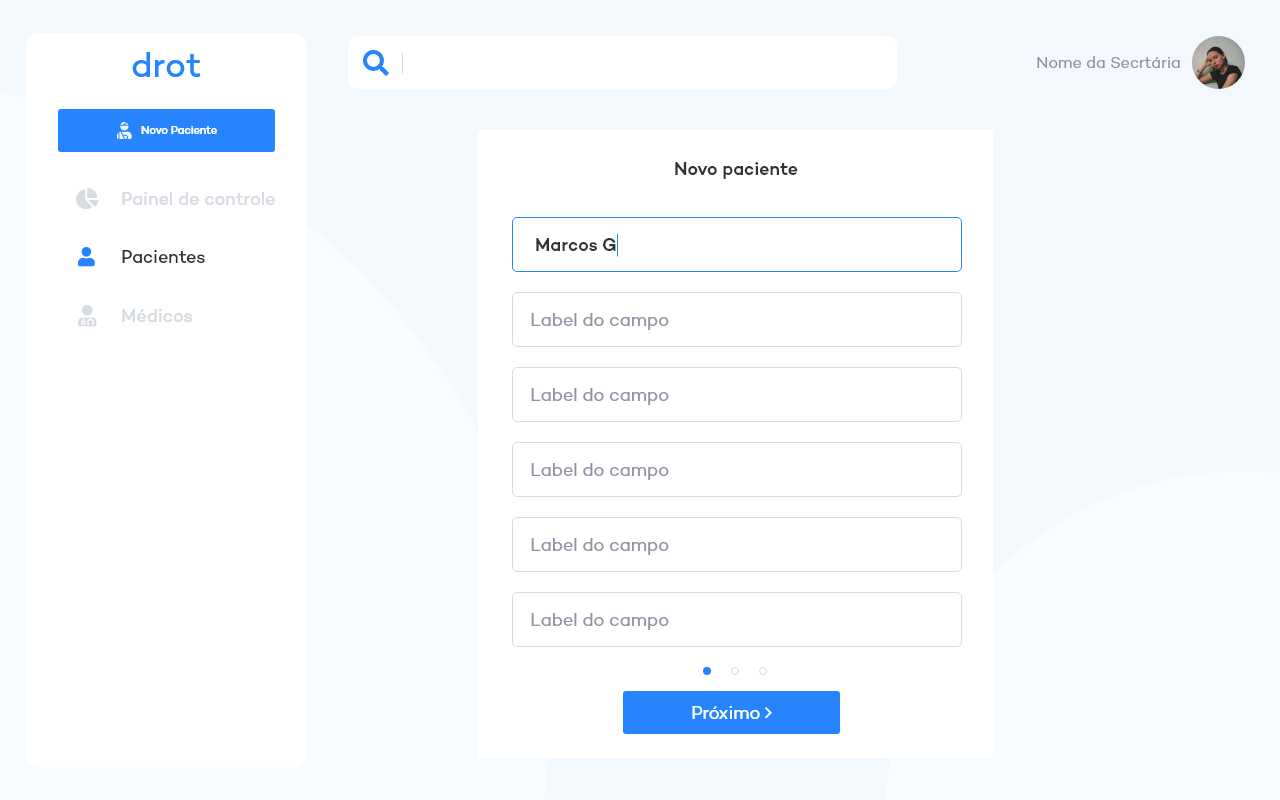 drot
Novo Paciente
Painel de controle
Pacientes
Médicos
Nome da Secrtária
Novo paciente
Marcos G
Label do campo
Label do campo
Label do campo
Label do campo
Label do campo
Próximo